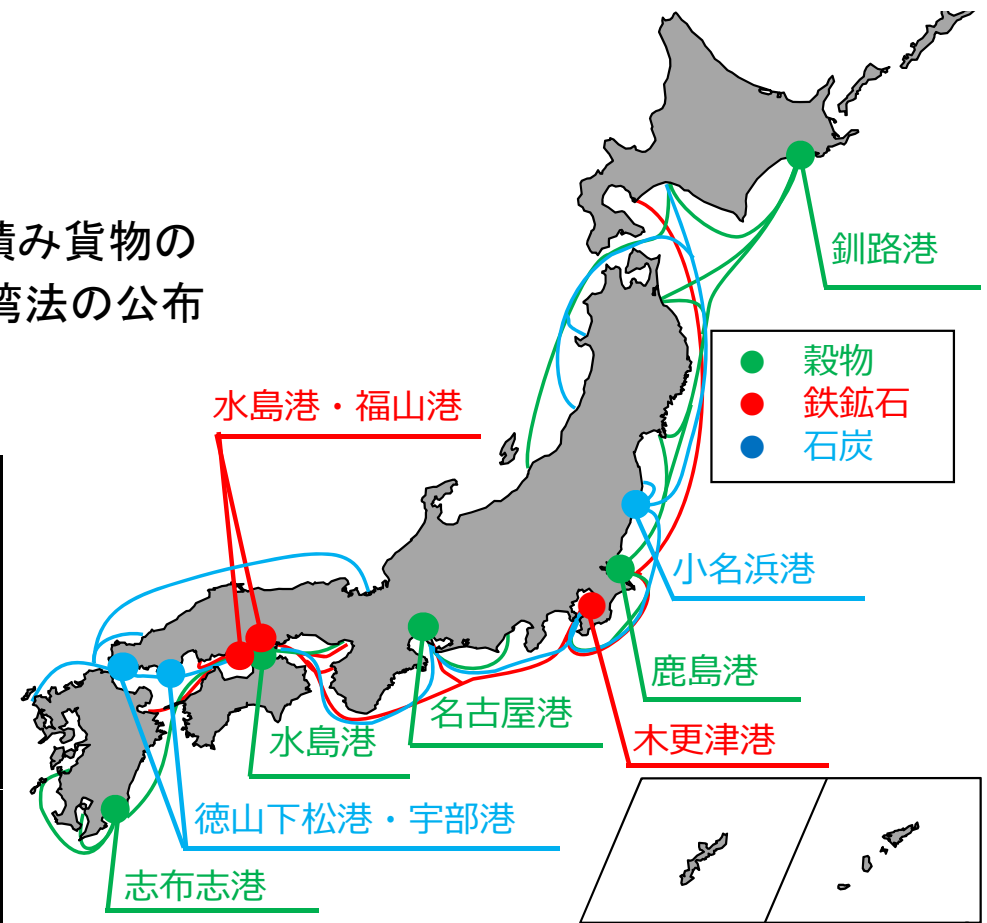 積み貨物の
湾法の公布
釧路港
穀物
鉄鉱石
石炭
水島港・福山港
小名浜港
鹿島港
名古屋港
木更津港
水島港
徳山下松港・宇部港
志布志港